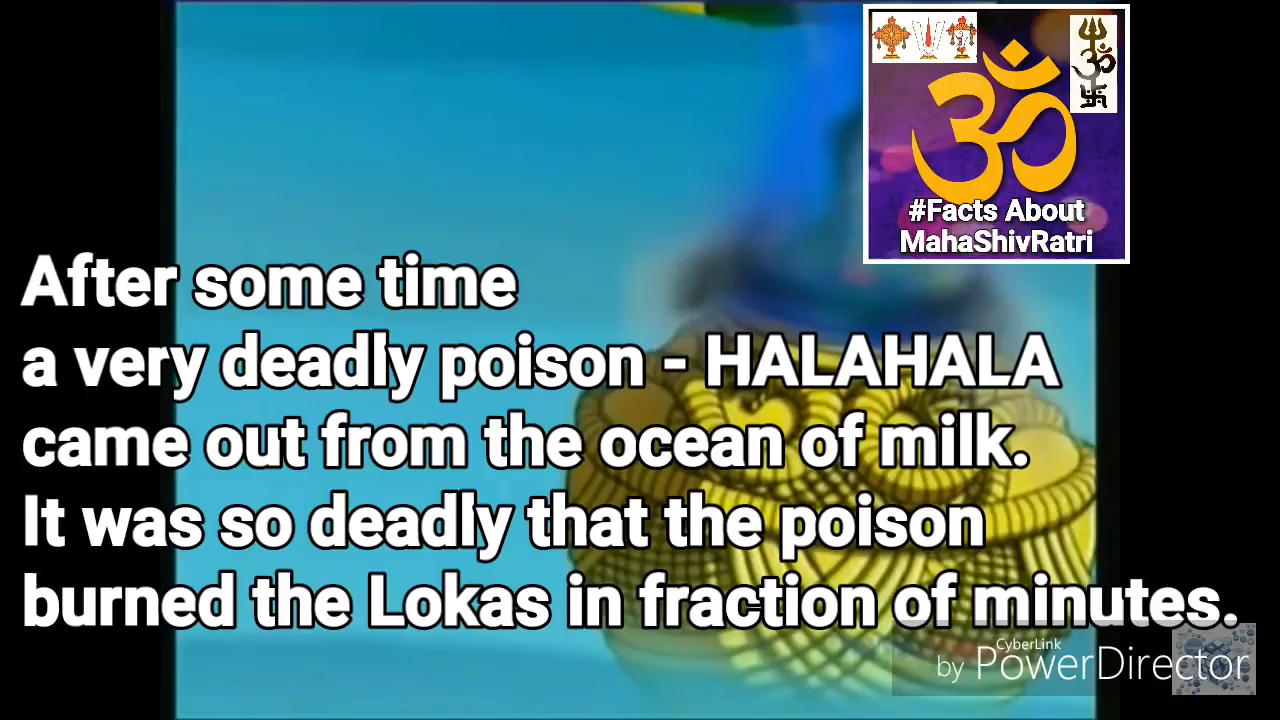 ॐ
#Facts About
MahaShivRatri
After some time
a very deadly poison - HALAHALA
came out from the ocean of milk.
It was so deadly that the poison
burned the Lokas in fraction of minutes.
CyberLink
by PowerDirector